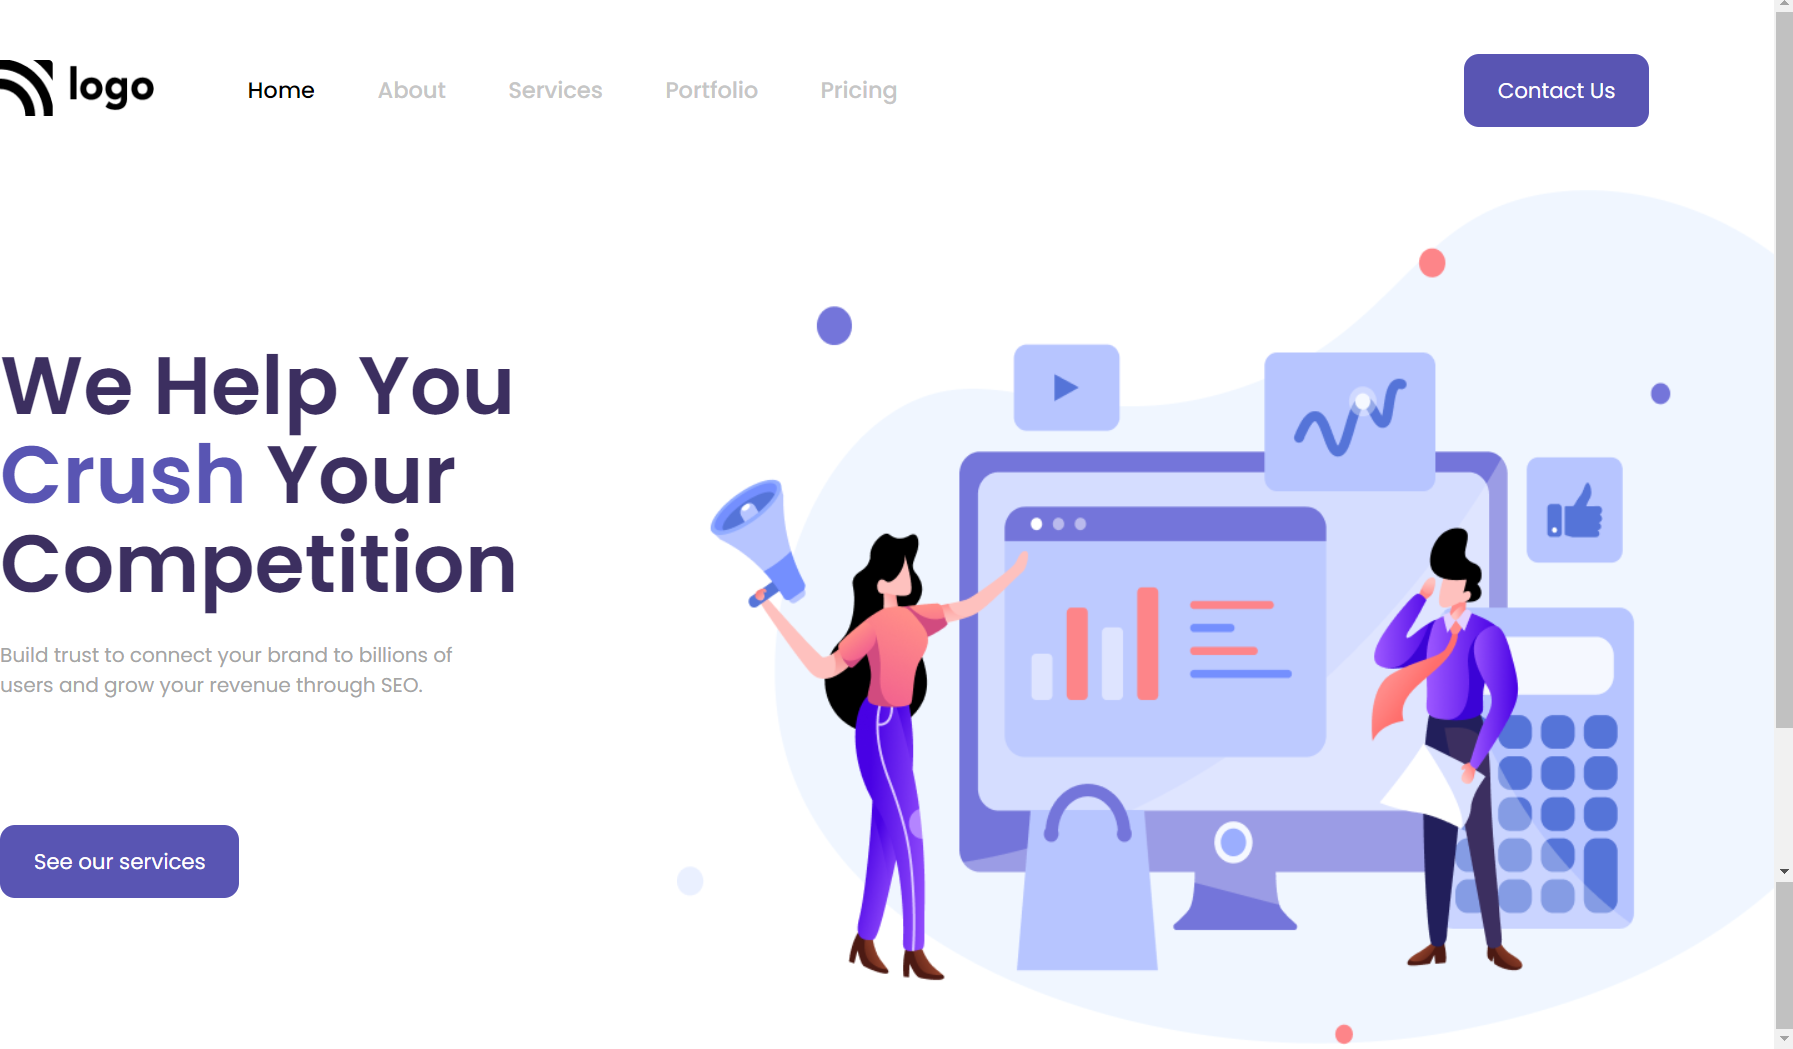 logo
Home
About
Services
Portfolio
Pricing
Contact Us
We Help You
Crush Your
Competition
Build trust to connect your brand to billions of
users and grow your revenue through SEO.
See our services